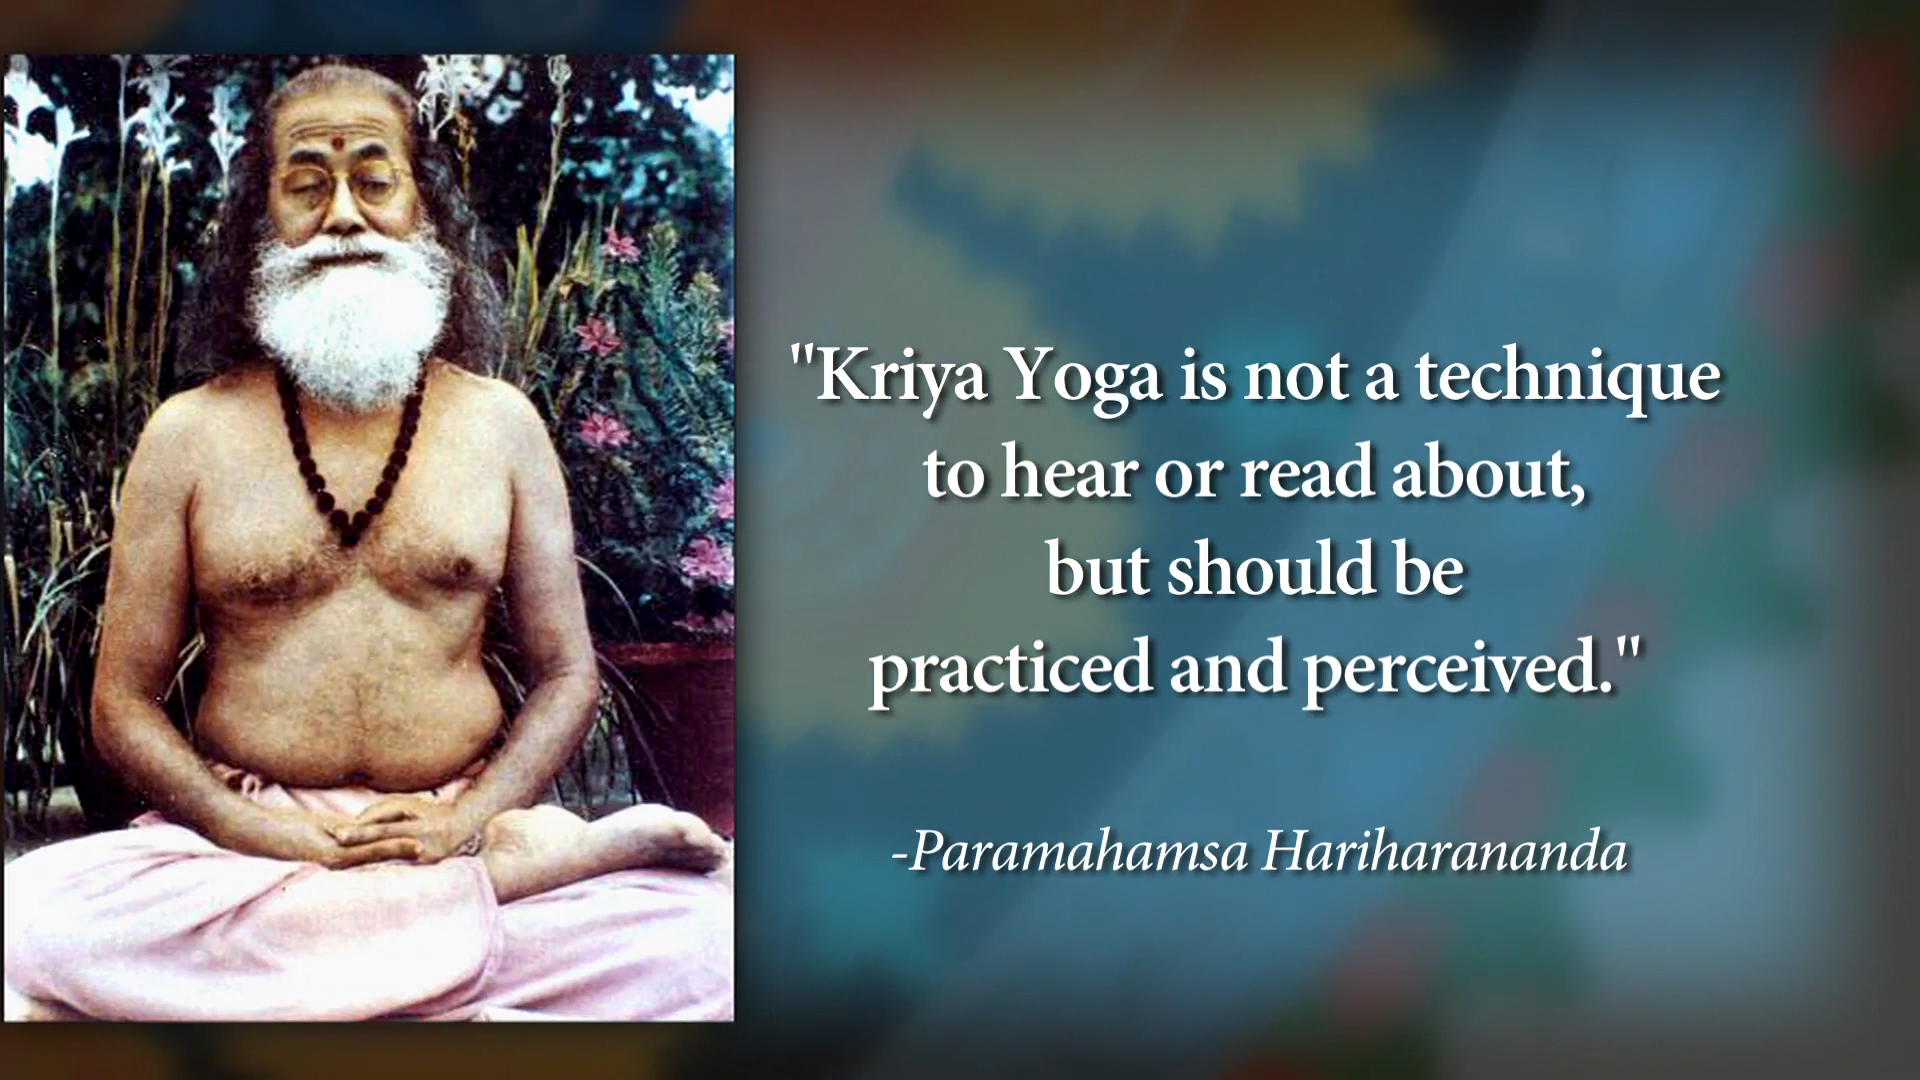 "Kriya Yoga is not a technique
to hear or read about,
but should be
practiced and perceived."
-Paramahamsa Hariharananda